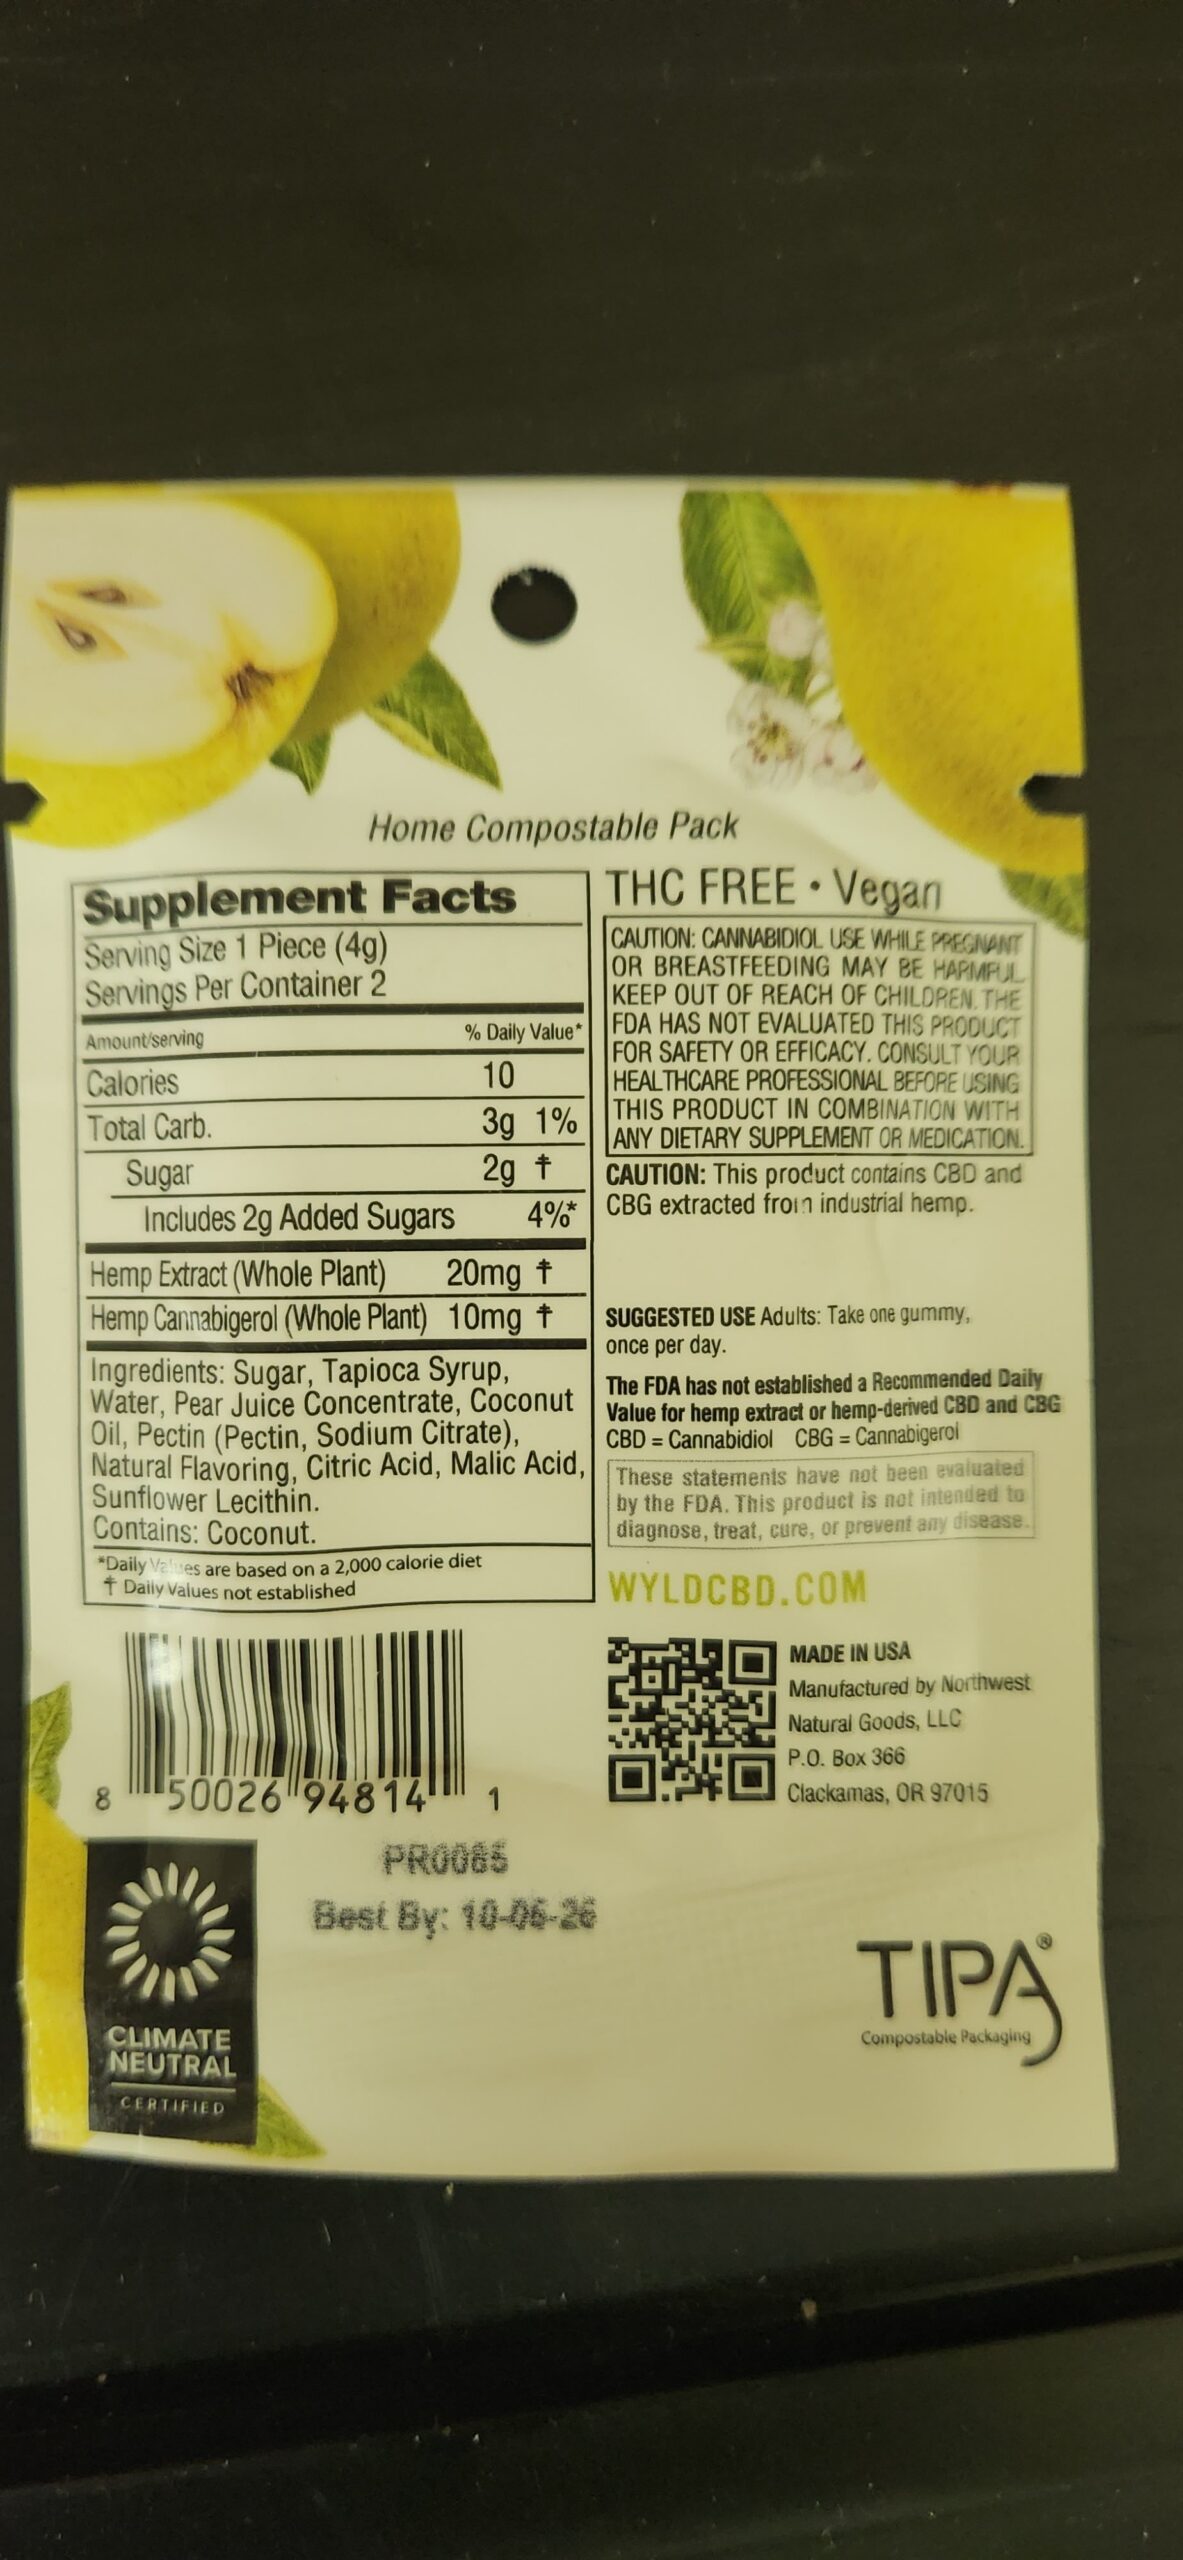 Home Compostable Pack
Supplement Facts
Serving Size 1 Piece (4g)
Servings Per Container 2
Amount/serving % Daily Value*
Calories 10
Total Carb. 3g 1%
Sugar 2g †
Includes 2g Added Sugars 4%*
Hemp Extract (Whole Plant) 20mg †
Hemp Cannabigerol (Whole Plant) 10mg †
Ingredients: Sugar, Tapioca Syrup,
Water, Pear Juice Concentrate, Coconut
Oil, Pectin (Pectin, Sodium Citrate),
Natural Flavoring, Citric Acid, Malic Acid,
Sunflower Lecithin.
Contains: Coconut.
*Daily Values are based on a 2,000 calorie diet
† Daily Values not established
THC FREE • Vegan
CAUTION: CANNABIDIOL USE WHILE PREGNANT
OR BREASTFEEDING MAY BE HARMFUL.
KEEP OUT OF REACH OF CHILDREN. THE
FDA HAS NOT EVALUATED THIS PRODUCT
FOR SAFETY OR EFFICACY. CONSULT YOUR
HEALTHCARE PROFESSIONAL BEFORE USING
THIS PRODUCT IN COMBINATION WITH
ANY DIETARY SUPPLEMENT OR MEDICATION.
CAUTION: This product contains CBD and
CBG extracted from industrial hemp.
SUGGESTED USE Adults: Take one gummy,
once per day.
The FDA has not established a Recommended Daily
Value for hemp extract or hemp-derived CBD and CBG
CBD = Cannabidiol CBG = Cannabigerol
These statements have not been evaluated
by the FDA. This product is not intended to
diagnose, treat, cure, or prevent any disease.
WYLDCBD.COM
MADE IN USA
Manufactured by Northwest
Natural Goods, LLC
P.O. Box 366
Clackamas, OR 97015
8 50026 94814 1
PR0085
Best By: 10-06-26
CLIMATE
NEUTRAL
CERTIFIED
TIPA®
Compostable Packaging